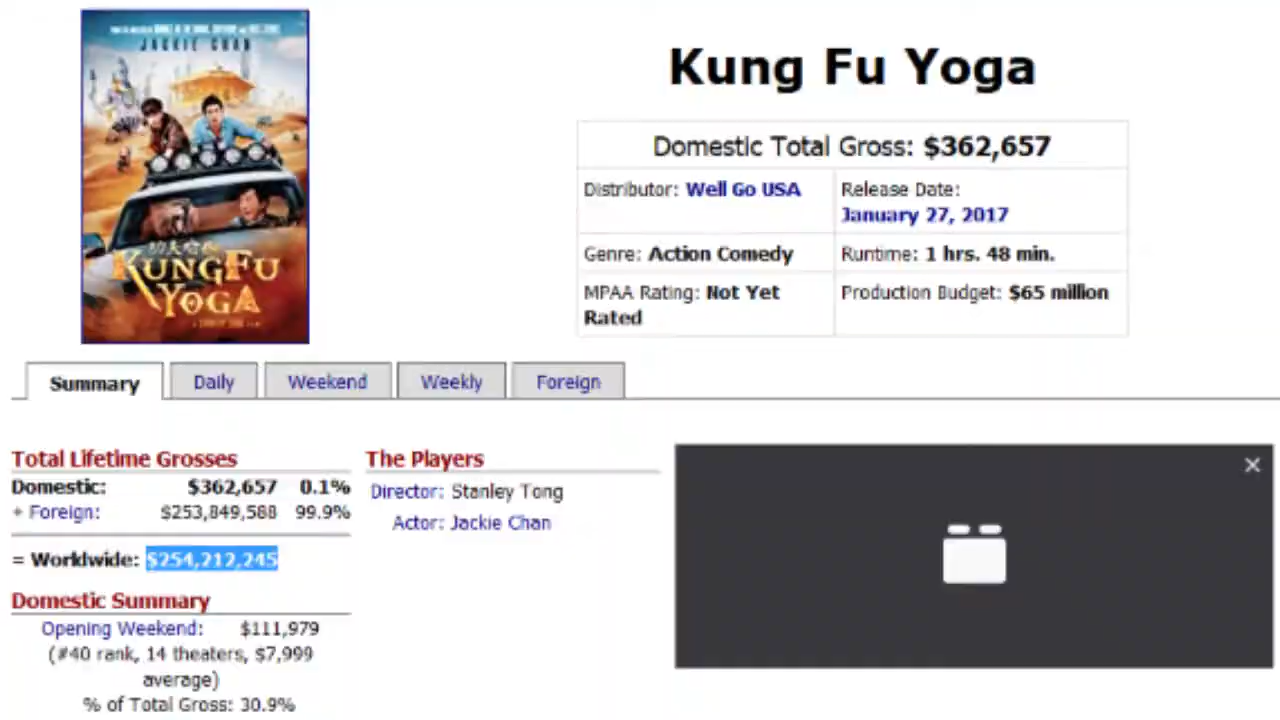 JACKIE CHAN
KUNGFU
YOGA
Kung Fu Yoga
Domestic Total Gross: $362,657
Distributor: Well Go USA
Release Date:
January 27, 2017
Genre: Action Comedy
Runtime: 1 hrs. 48 min.
MPAA Rating: Not Yet
Rated
Production Budget: $65 million
Summary
Daily
Weekend
Weekly
Foreign
Total Lifetime Grosses
Domestic: $362,657 0.1%
+ Foreign: $253,849,588 99.9%
= Worldwide: $254,212,245
Domestic Summary
Opening Weekend: $111,979
(#40 rank, 14 theaters, $7,999
average)
% of Total Gross: 30.9%
The Players
Director: Stanley Tong
Actor: Jackie Chan